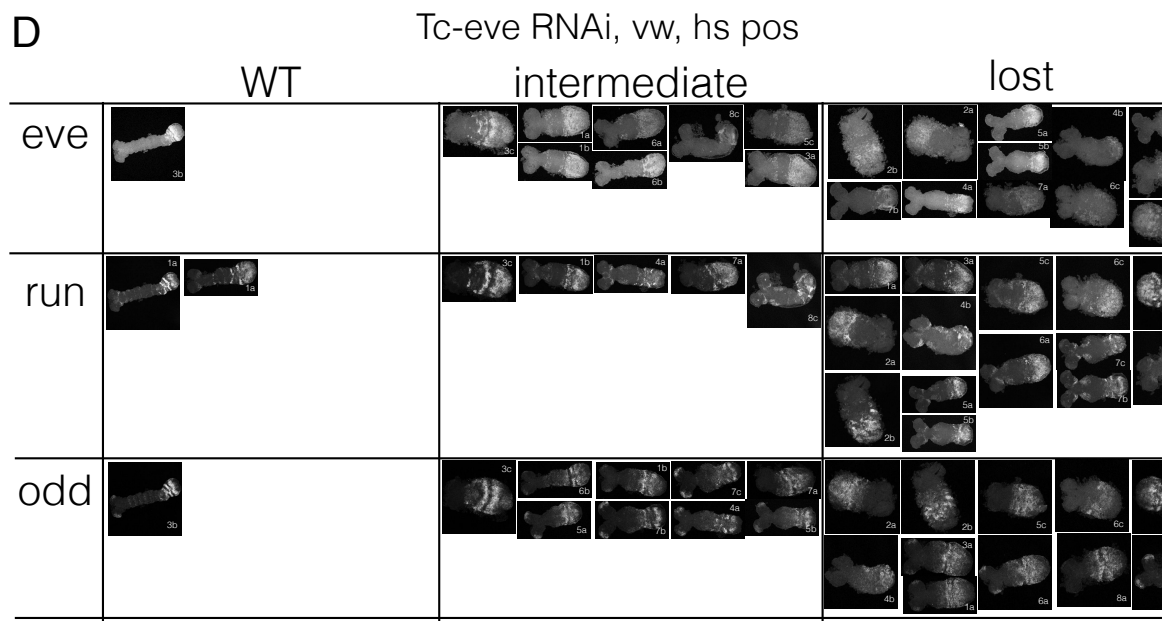 D
Tc-eve RNAi, vw, hs pos
WT
intermediate
lost
eve
3b
3c
1a
1b
6a
6b
8c
5c
3a
2b
2a
5a
5b
4b
7b
4a
7a
6c
run
1a
1a
3c
1b
4a
7a
8c
1a
3a
5c
6c
2a
4b
6a
7c
7b
2b
5a
5b
odd
3b
3c
6b
1b
7c
7a
5a
7b
4a
5b
2a
2b
5c
6c
4b
3a
1a
6a
8a